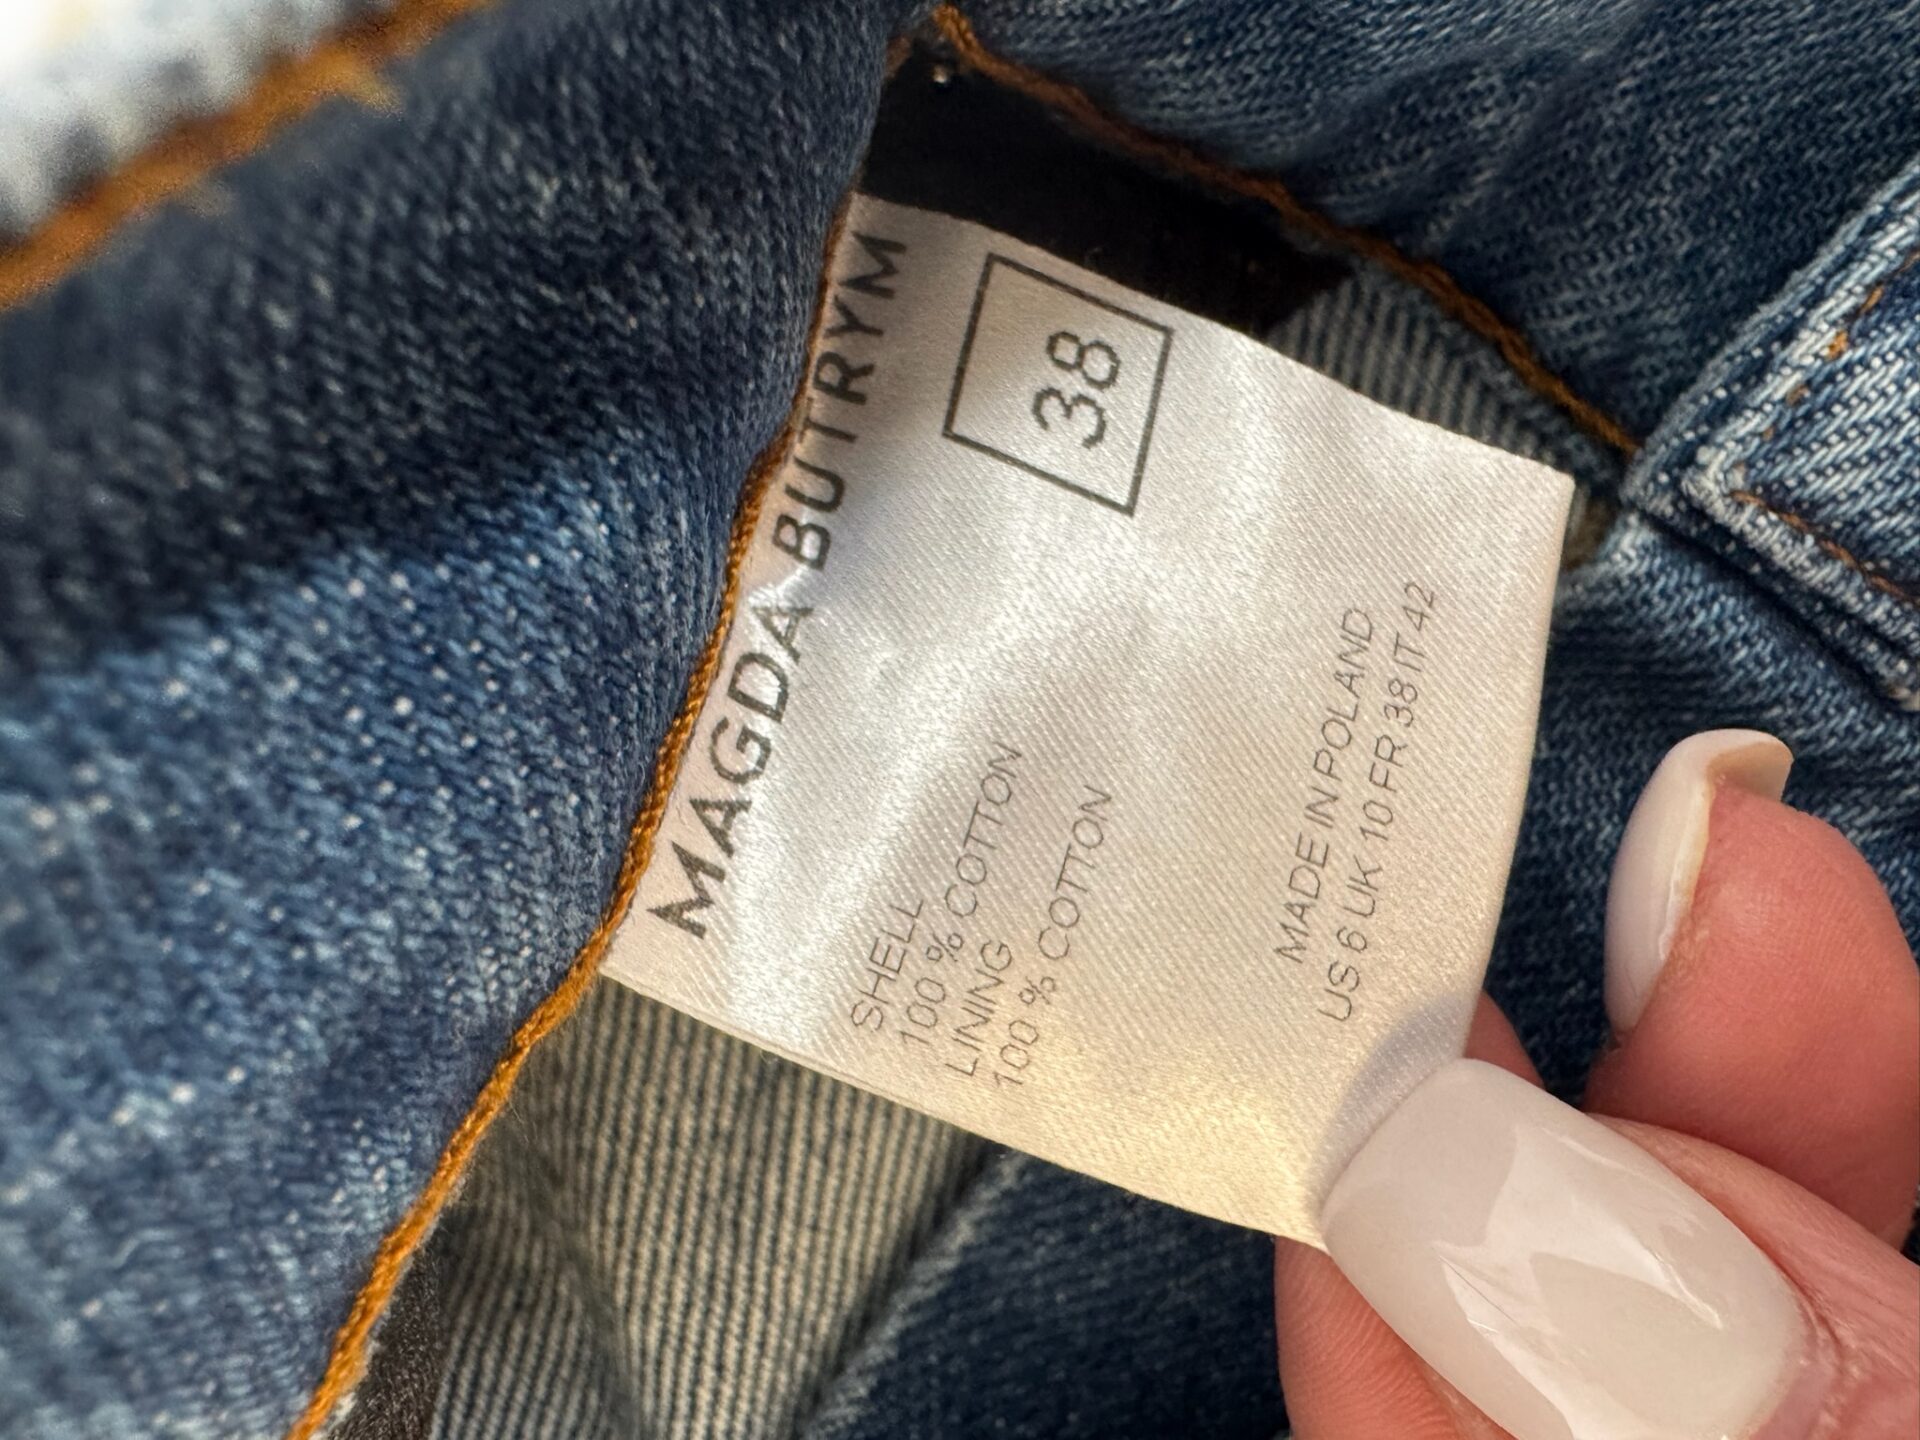 MAGDA BUTRYM
38
SHELL
100 % COTTON
LINING
100 % COTTON
MADE IN POLAND
US 6 UK 10 FR 38 IT 42